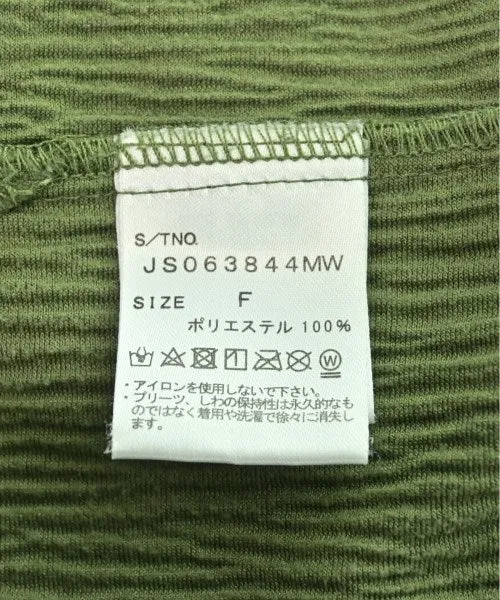 S/TNO.
JS063844MW
SIZE F
ポリエステル 100%
W
・アイロンを使用しないで下さい。
・プリーツ、しわの保持性は永久的なも
のではなく着用や洗濯で徐々に消失し
ます。